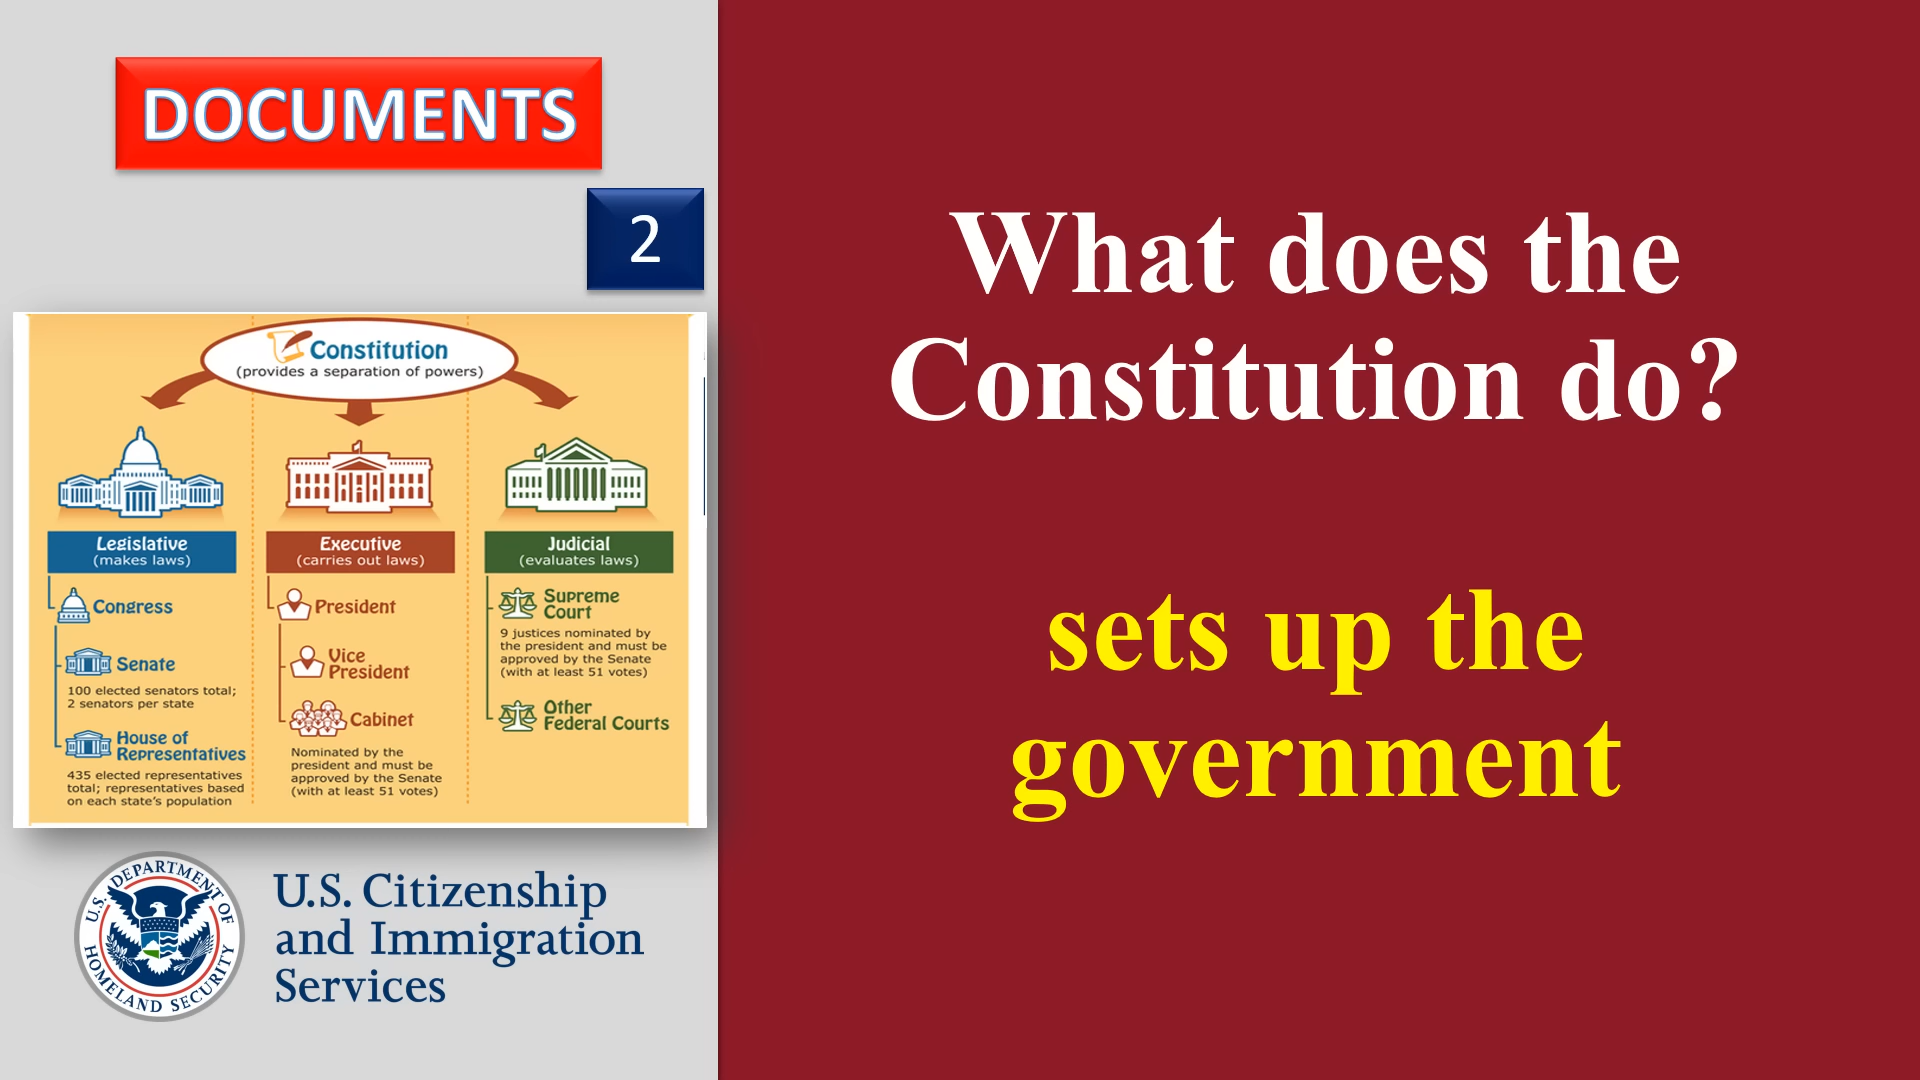 DOCUMENTS
2
Constitution
(provides a separation of powers)
Legislative
(makes laws)
Congress
Senate
100 elected senators total;
2 senators per state
House of
Representatives
435 elected representatives
total; representatives based
on each state's population
Executive
(carries out laws)
President
Vice
President
Cabinet
Nominated by the
president and must be
approved by the Senate
(with at least 51 votes)
Judicial
(evaluates laws)
Supreme
Court
9 justices nominated by
the president and must be
approved by the Senate
(with at least 51 votes)
Other
Federal Courts
U.S. DEPARTMENT OF
HOMELAND SECURITY
U.S. Citizenship
and Immigration
Services
What does the
Constitution do?
sets up the
government